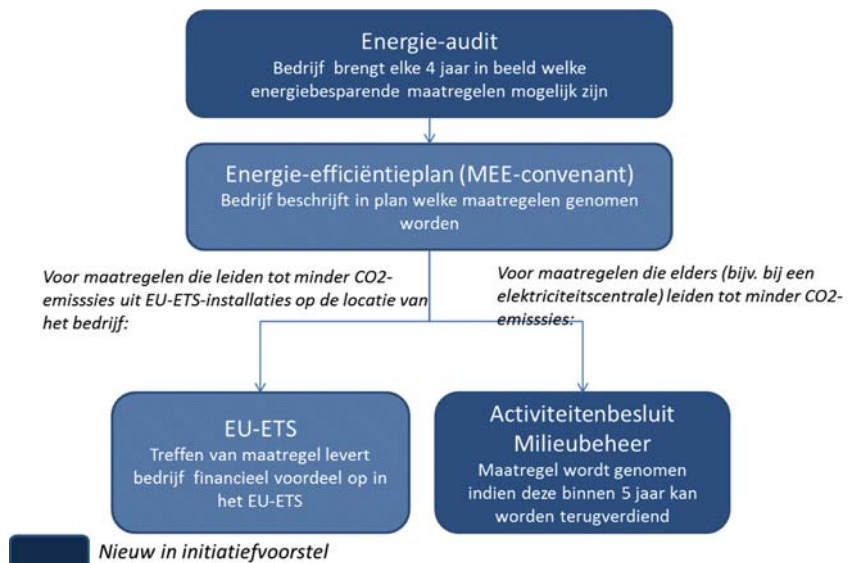 Energie-audit
Bedrijf brengt elke 4 jaar in beeld welke
energiebesparende maatregelen mogelijk zijn
Energie-efficiëntieplan (MEE-convenant)
Bedrijf beschrijft in plan welke maatregelen genomen
worden
Voor maatregelen die leiden tot minder CO2-
emisssies uit EU-ETS-installaties op de locatie van
het bedrijf:
Voor maatregelen die elders (bijv. bij een
elektriciteitscentrale) leiden tot minder CO2-
emisssies:
EU-ETS
Treffen van maatregel levert
bedrijf financieel voordeel op in
het EU-ETS
Activiteitenbesluit
Milieubeheer
Maatregel wordt genomen
indien deze binnen 5 jaar kan
worden terugverdiend
Nieuw in initiatiefvoorstel